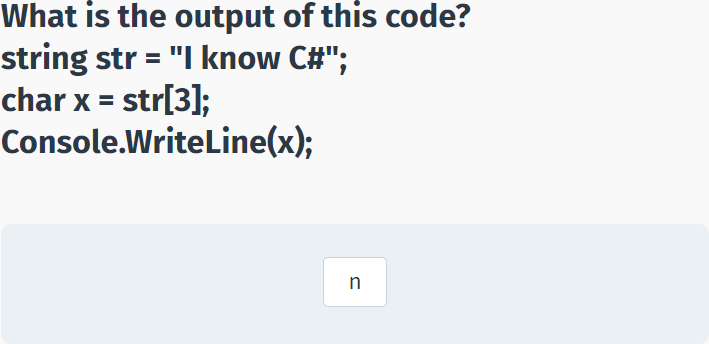 What is the output of this code?
string str = "I know C#";
char x = str[3];
Console.WriteLine(x);
n